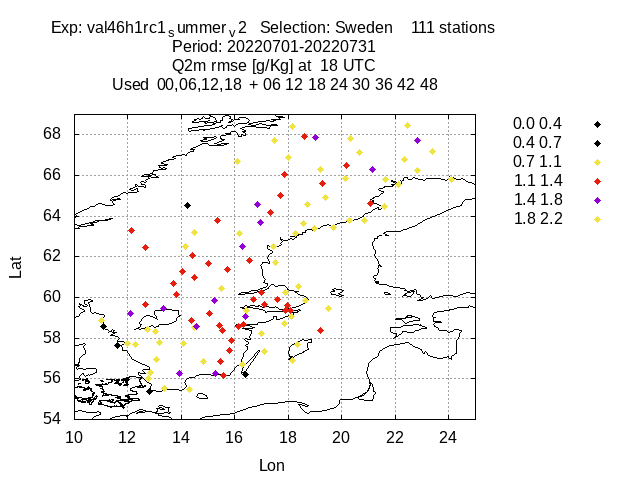 Exp: val46h1rc1summerv2 Selection: Sweden 111 stations
Period: 20220701-20220731
Q2m rmse [g/Kg] at 18 UTC
Used 00,06,12,18 + 06 12 18 24 30 36 42 48
0.0 0.4
0.4 0.7
0.7 1.1
1.1 1.4
1.4 1.8
1.8 2.2
Lat
68
66
64
62
60
58
56
54
10 12 14 16 18 20 22 24
Lon